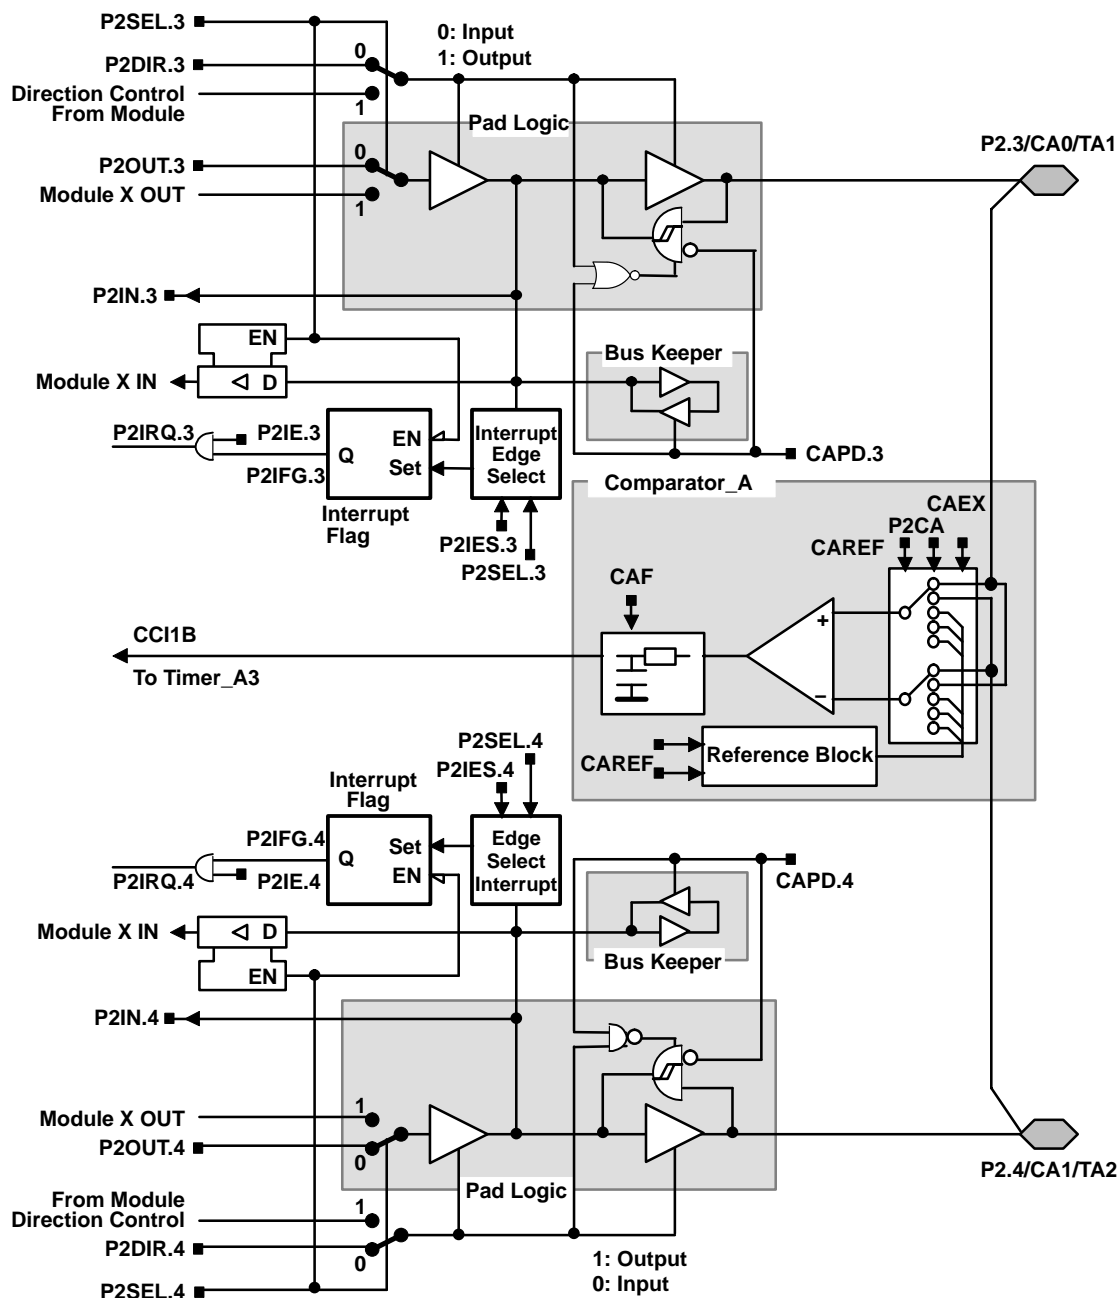 P2SEL.3
0: Input
1: Output
0
P2DIR.3
Direction Control
From Module
1
Pad Logic
P2.3/CA0/TA1
0
P2OUT.3
Module X OUT
1
P2IN.3
EN
Bus Keeper
Module X IN
D
P2IRQ.3
P2IE.3
EN
Interrupt
Edge
Select
Q
Set
P2IFG.3
CAPD.3
Comparator_A
Interrupt
Flag
P2IES.3
P2SEL.3
CAEX
P2CA
CAREF
CAF
+
CCI1B
To Timer_A3
−
P2SEL.4
P2IES.4
CAREF
Reference Block
Interrupt
Flag
P2IFG.4
Set
Q
EN
Edge
Select
Interrupt
P2IRQ.4
P2IE.4
CAPD.4
Module X IN
D
EN
Bus Keeper
P2IN.4
1
Module X OUT
P2OUT.4
0
P2.4/CA1/TA2
Pad Logic
From Module
Direction Control
1
P2DIR.4
0
1: Output
0: Input
P2SEL.4